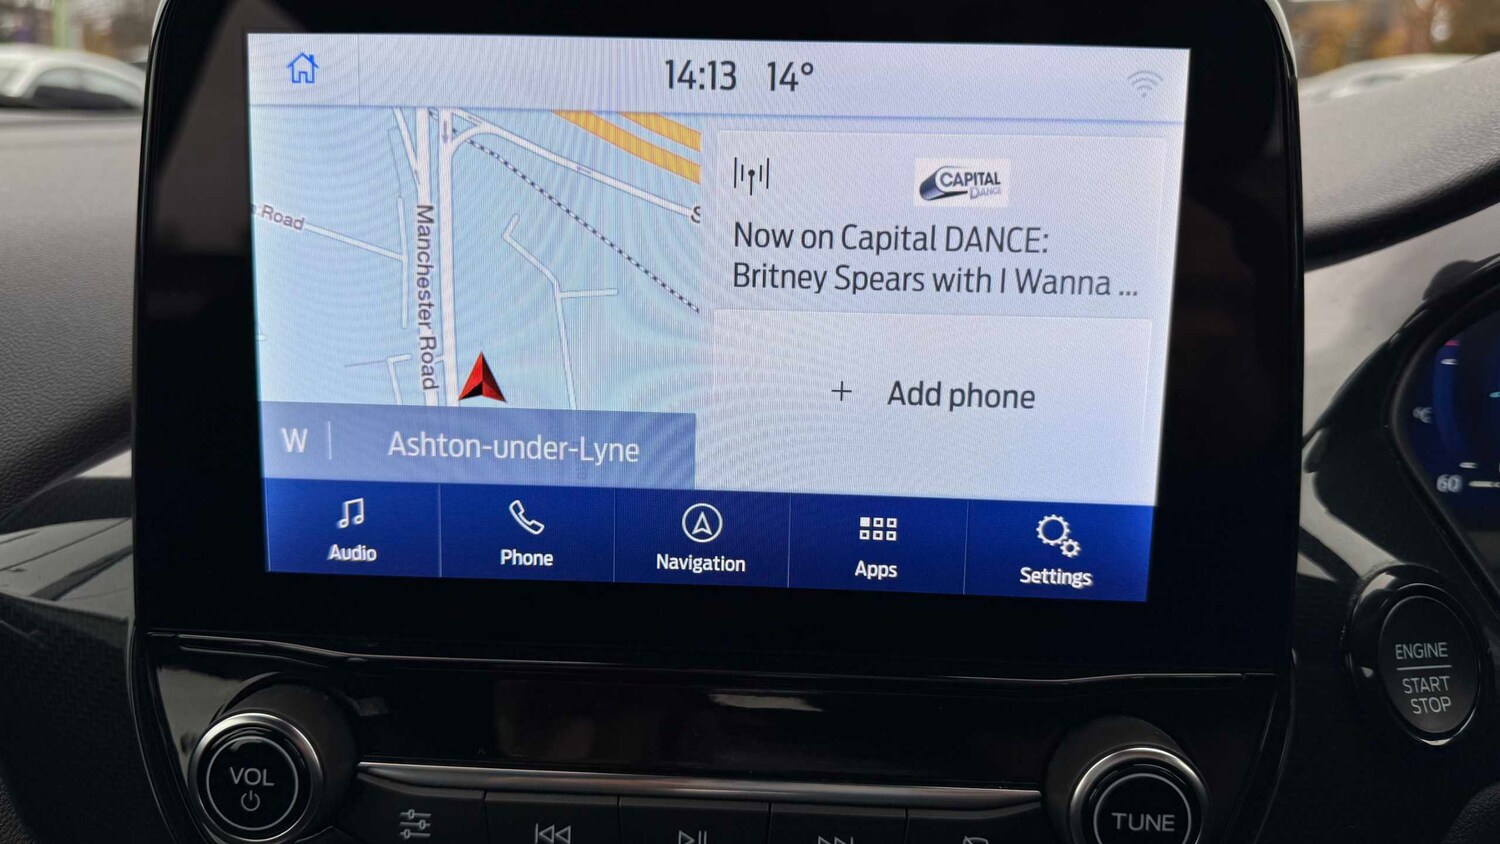 14:13 14°
CAPITAL
DANCE
Now on Capital DANCE:
Britney Spears with I Wanna ...
Road
Manchester Road
S
+ Add phone
W
Ashton-under-Lyne
Audio
Phone
Navigation
Apps
Settings
60
ENGINE
START
STOP
VOL
TUNE